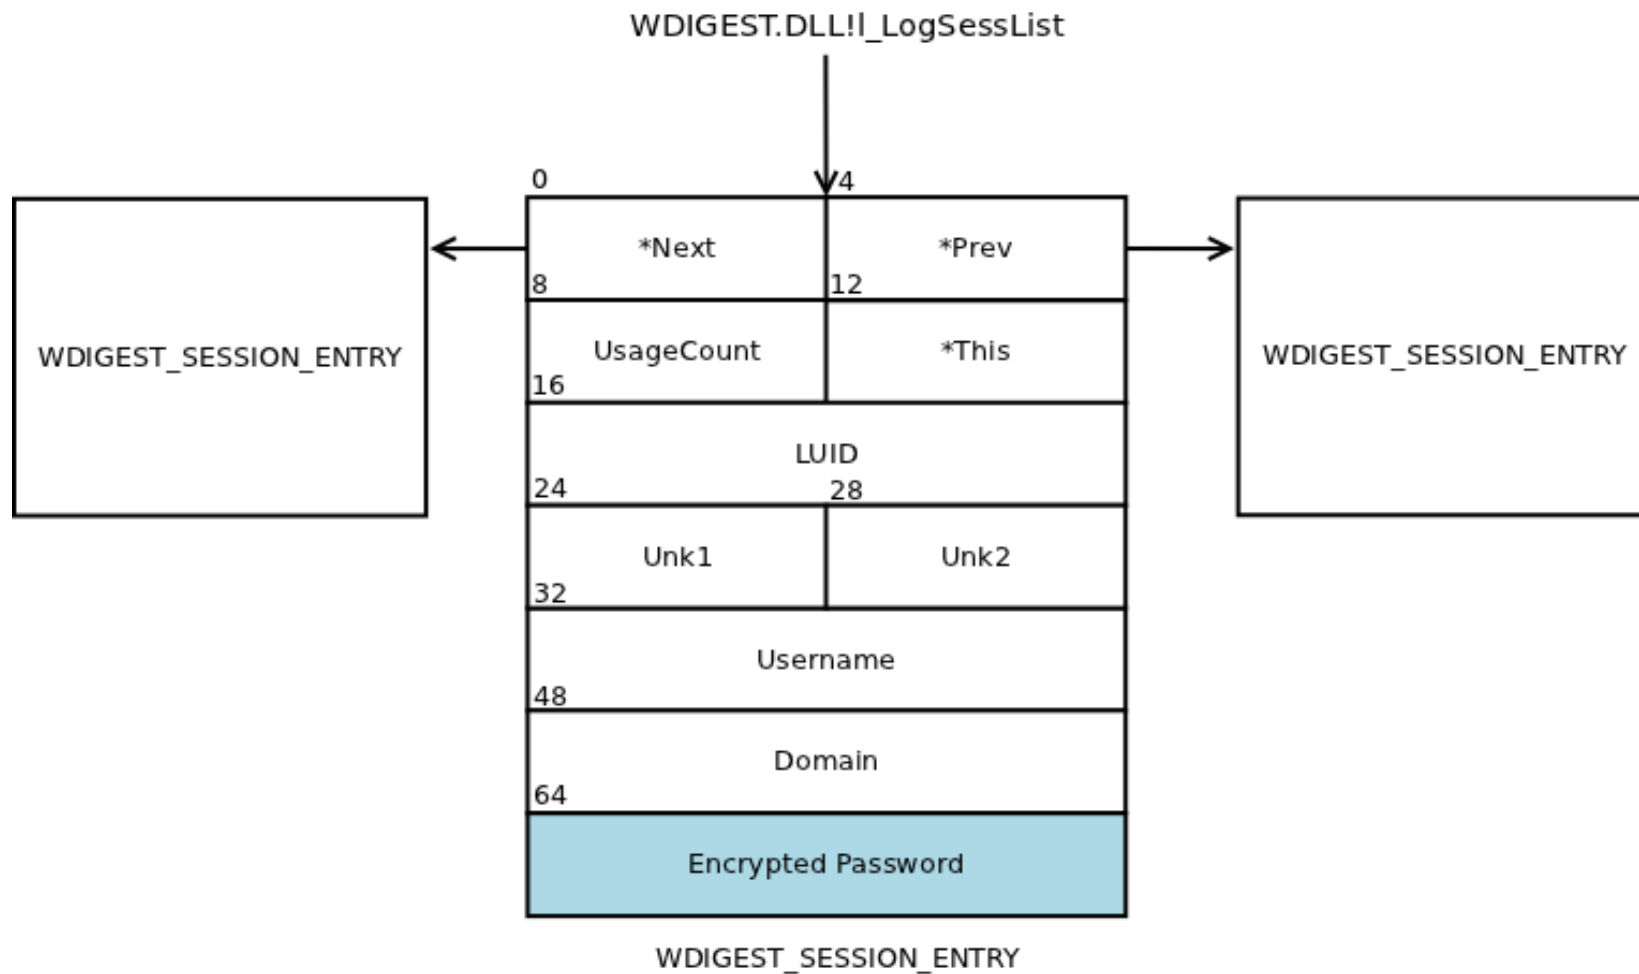 WDIGEST.DLL!l_LogSessList
0
4
*Next
*Prev
8
12
WDIGEST_SESSION_ENTRY
UsageCount
*This
WDIGEST_SESSION_ENTRY
16
LUID
24
28
Unk1
Unk2
32
Username
48
Domain
64
Encrypted Password
WDIGEST_SESSION_ENTRY